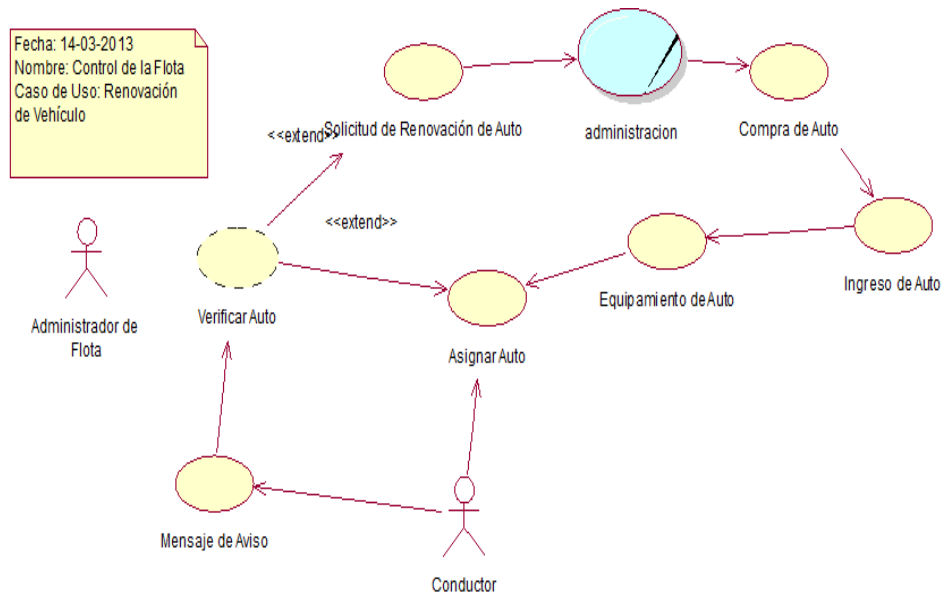 Fecha: 14-03-2013
Nombre: Control de la Flota
Caso de Uso: Renovación
de Vehículo
<<extend>>
Solicitud de Renovación de Auto
administracion
Compra de Auto
<<extend>>
Administrador de
Flota
Verificar Auto
Asignar Auto
Equipamiento de Auto
Ingreso de Auto
Mensaje de Aviso
Conductor